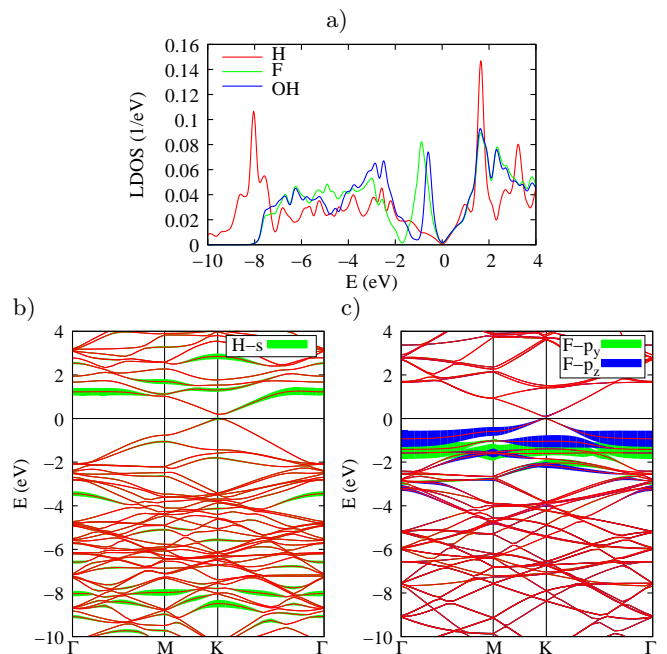 a)
0.16
0.14
0.12
0.1
0.08
0.06
0.04
0.02
0
LDOS (1/eV)
H
F
OH
−10 −8 −6 −4 −2 0 2 4
E (eV)
b)
4
2
0
−2
−4
−6
−8
−10
E (eV)
H−s
Γ M K Γ
c)
4
2
0
−2
−4
−6
−8
−10
E (eV)
F−p_y
F−p_z
Γ M K Γ